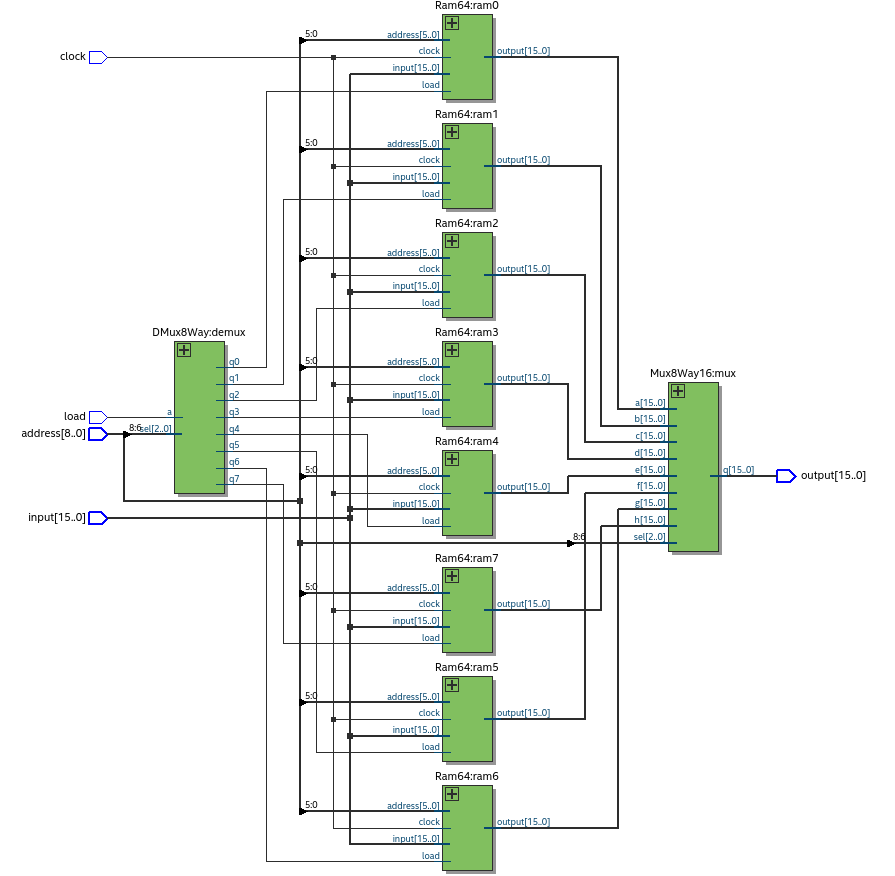 Ram64:ram0
5:0 address[5..0]
clock clock output[15..0]
input[15..0]
load
Ram64:ram1
5:0 address[5..0]
clock output[15..0]
input[15..0]
load
Ram64:ram2
5:0 address[5..0]
clock output[15..0]
input[15..0]
load
DMux8Way:demux Ram64:ram3
q0 5:0 address[5..0]
q1 clock output[15..0]
q2 input[15..0]
load a q3 load
address[8..0] 8:6 sel[2..0] q4
q5
q6
q7
Mux8Way16:mux
a[15..0]
b[15..0]
c[15..0]
d[15..0]
e[15..0] q[15..0] output[15..0]
f[15..0]
g[15..0]
h[15..0]
8:6 sel[2..0]
Ram64:ram4
5:0 address[5..0]
clock output[15..0]
input[15..0]
input[15..0] load
Ram64:ram7
5:0 address[5..0]
clock output[15..0]
input[15..0]
load
Ram64:ram5
5:0 address[5..0]
clock output[15..0]
input[15..0]
load
Ram64:ram6
5:0 address[5..0]
clock output[15..0]
input[15..0]
load